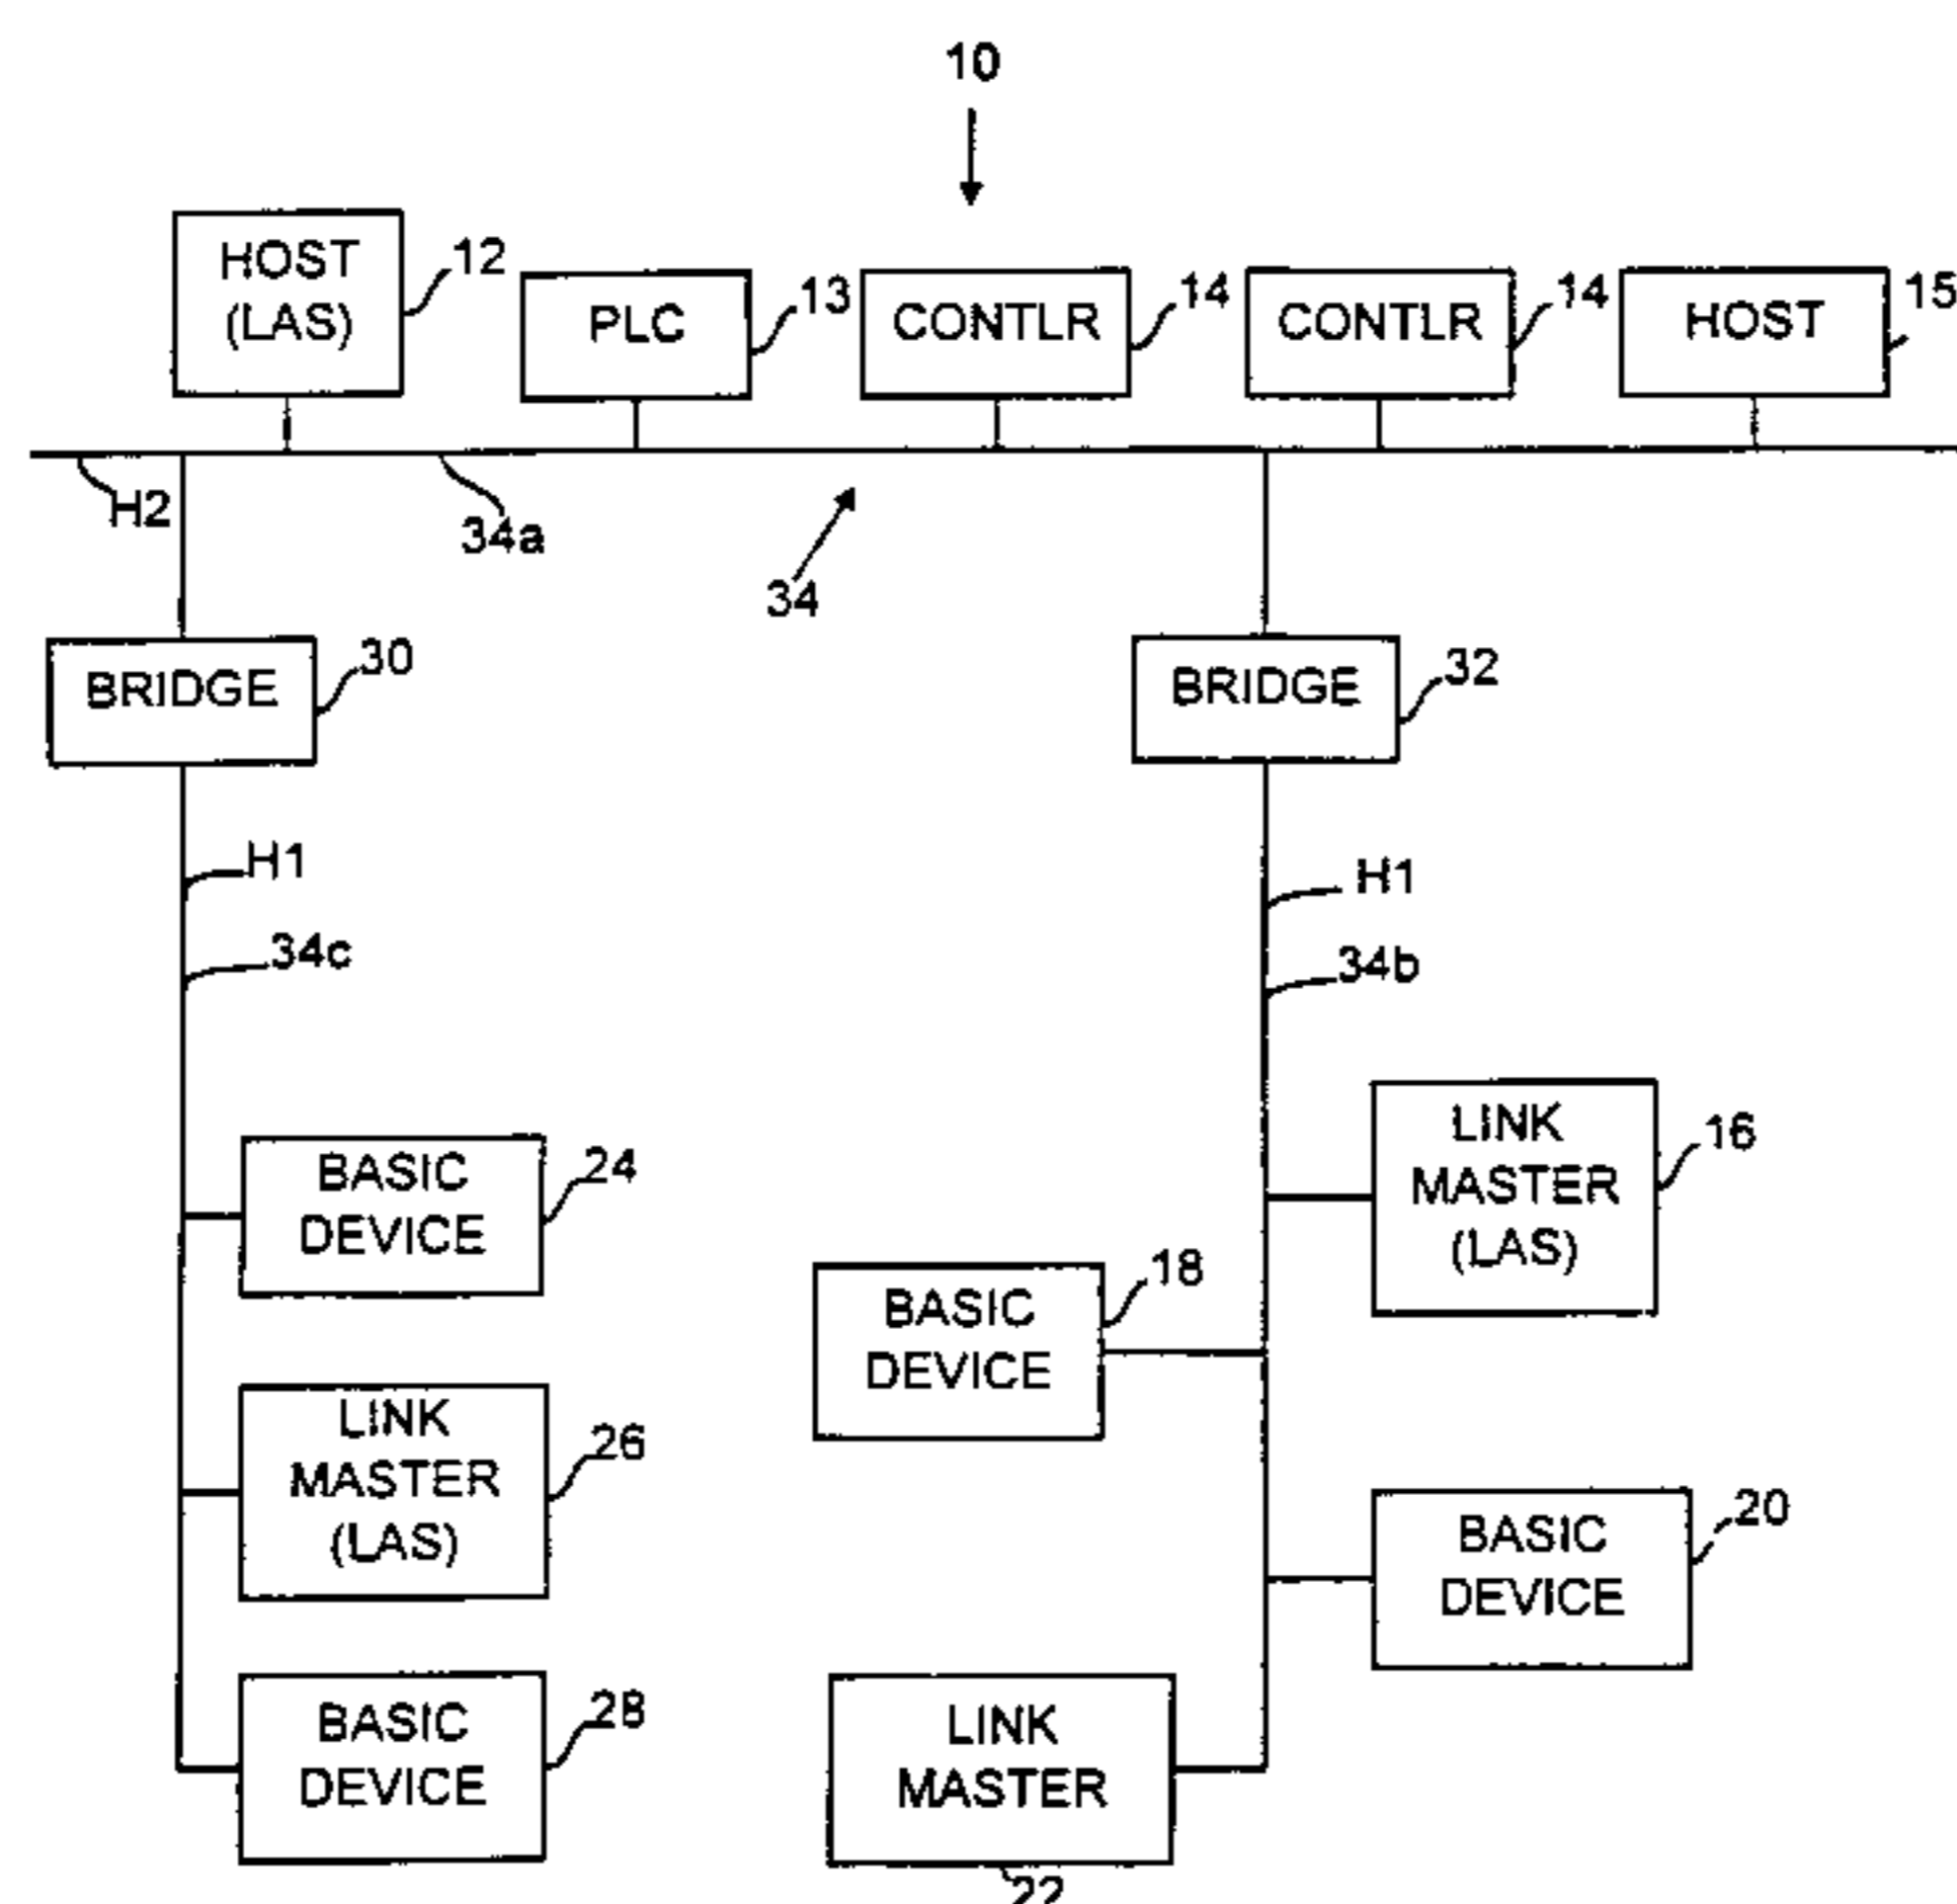 10
HOST
(LAS)
12
PLC
13
CONTLR
14
CONTLR
14
HOST
15
H2
34a
34
BRIDGE
30
BRIDGE
32
H1
34c
H1
34b
BASIC
DEVICE
24
LINK
MASTER
(LAS)
16
BASIC
DEVICE
18
LINK
MASTER
(LAS)
26
BASIC
DEVICE
20
BASIC
DEVICE
28
LINK
MASTER
22